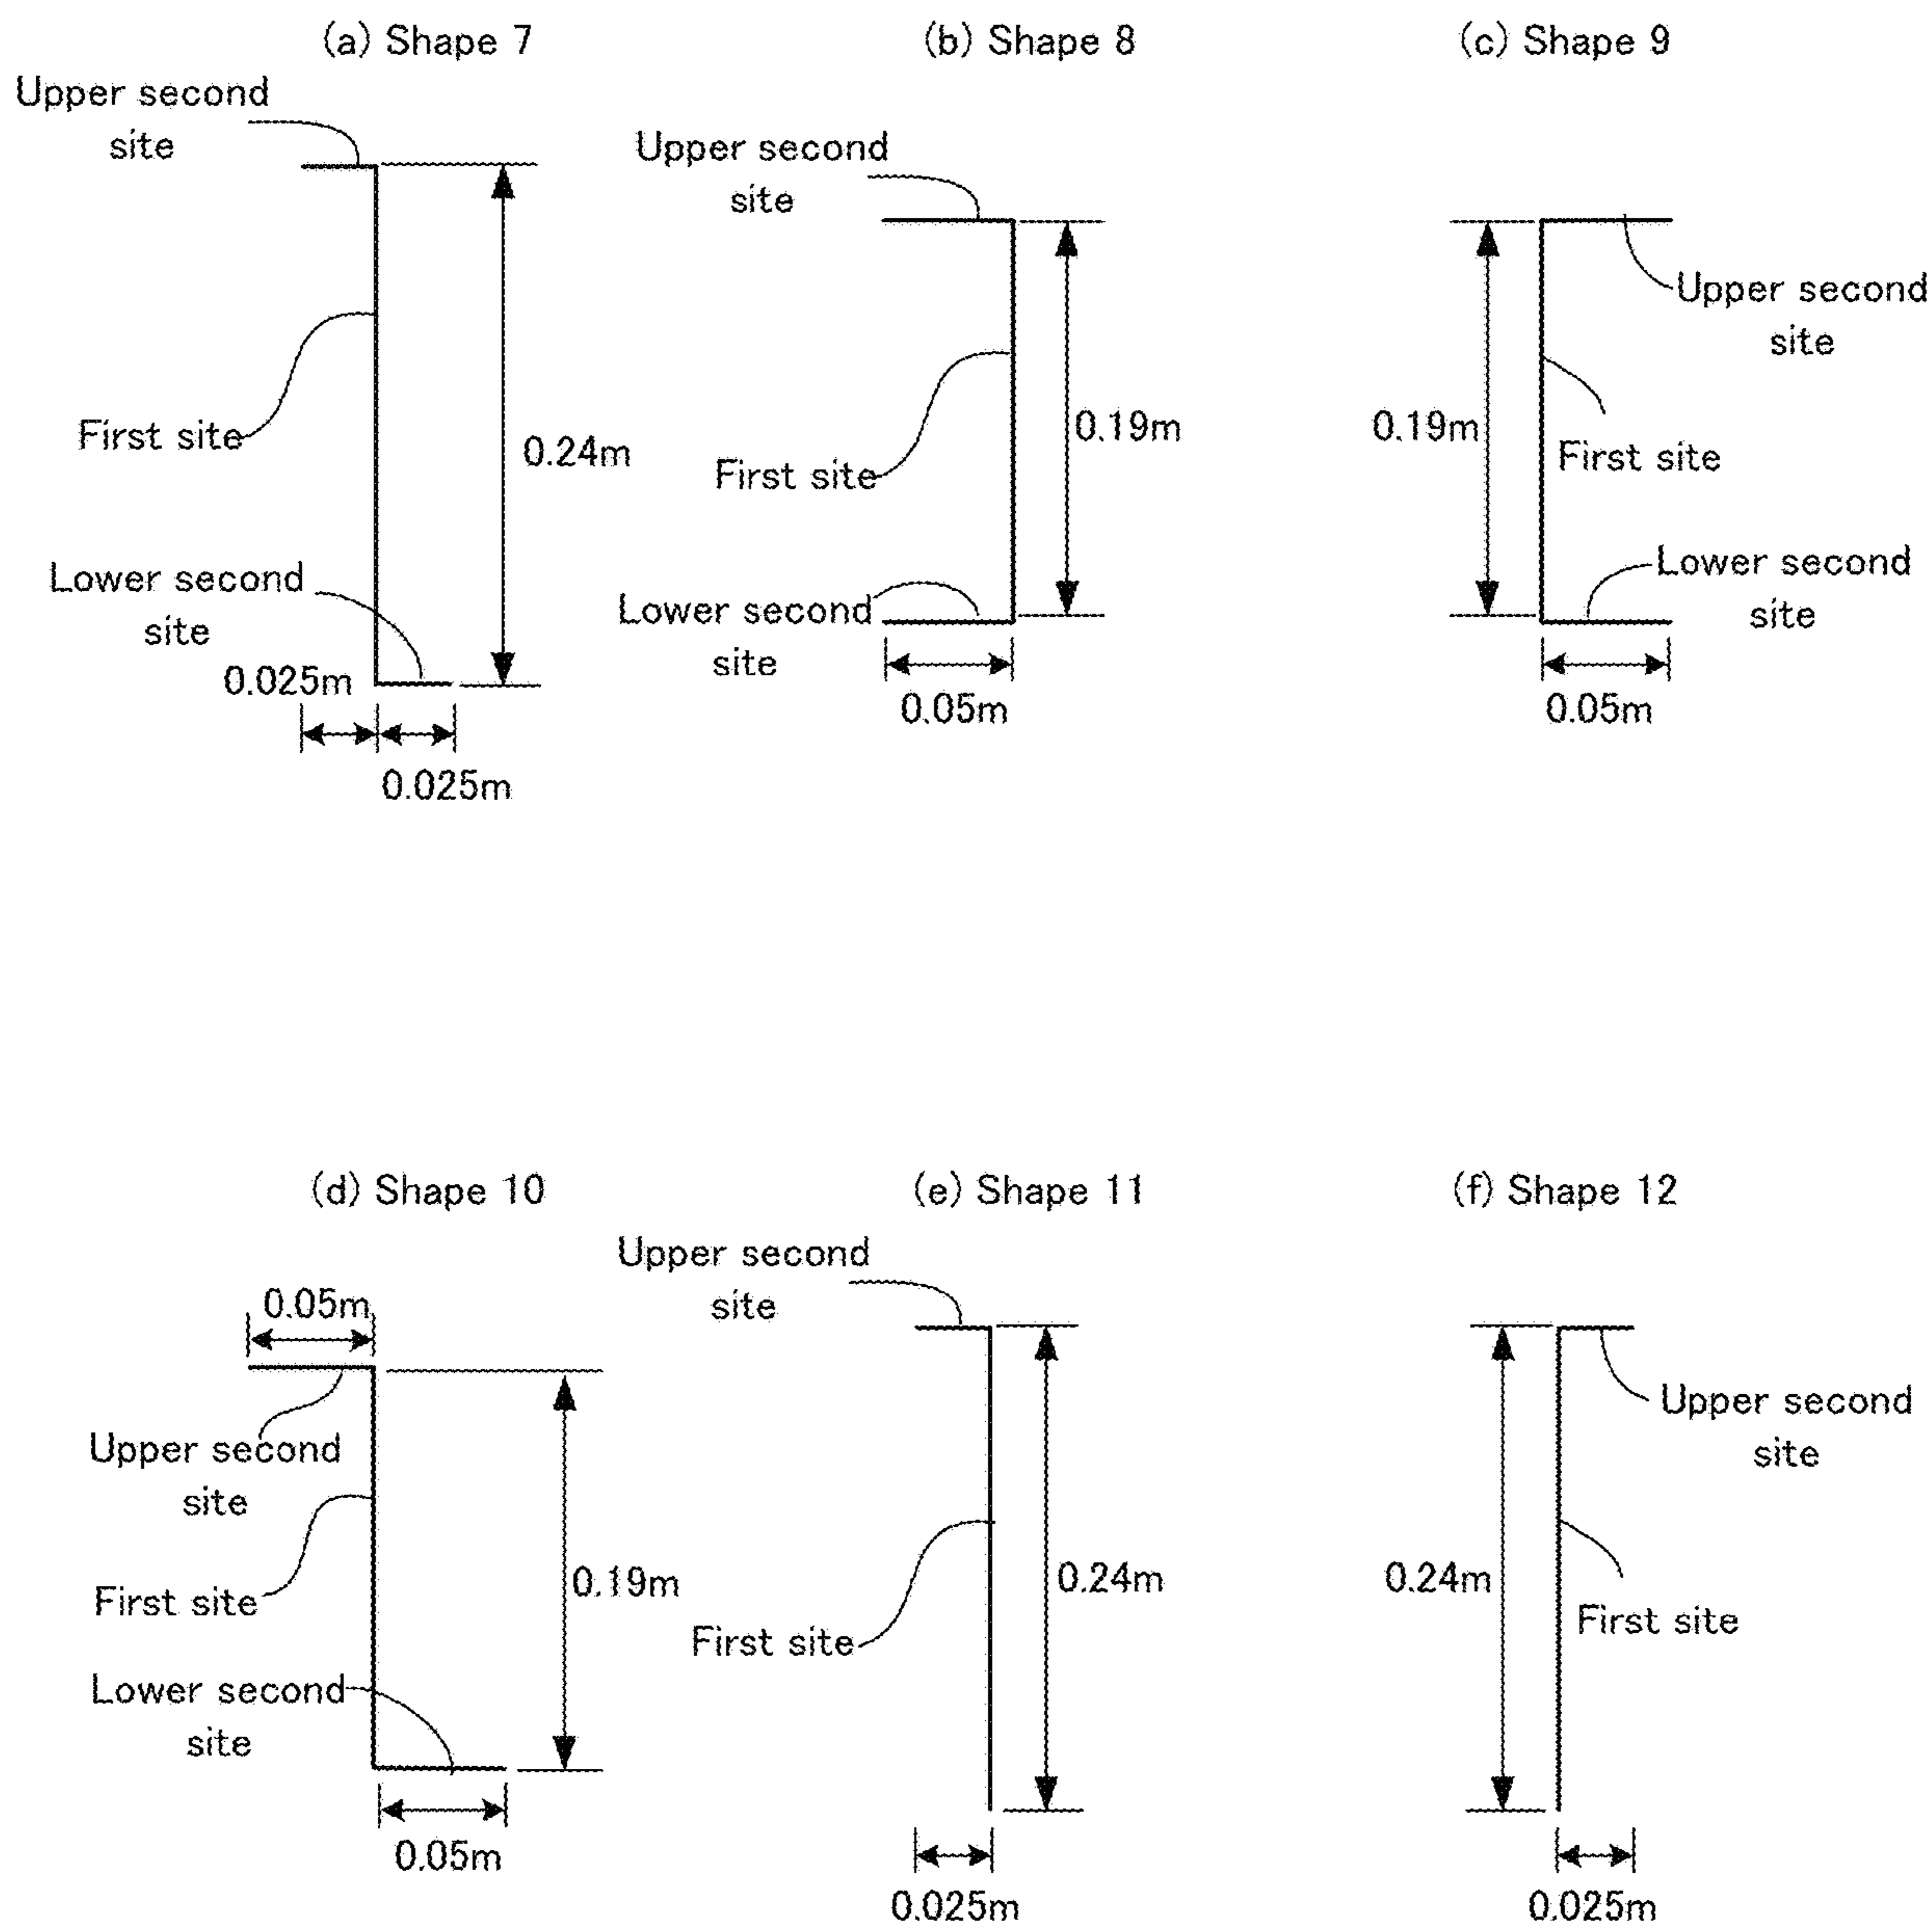 (a) Shape 7
Upper second
site
First site
0.24m
Lower second
site
0.025m
0.025m
(b) Shape 8
Upper second
site
First site
0.19m
Lower second
site
0.05m
(c) Shape 9
Upper second
site
0.19m
First site
Lower second
site
0.05m
(d) Shape 10
0.05m
Upper second
site
First site
0.19m
Lower second
site
0.05m
(e) Shape 11
Upper second
site
0.24m
First site
0.025m
(f) Shape 12
Upper second
site
0.24m
First site
0.025m